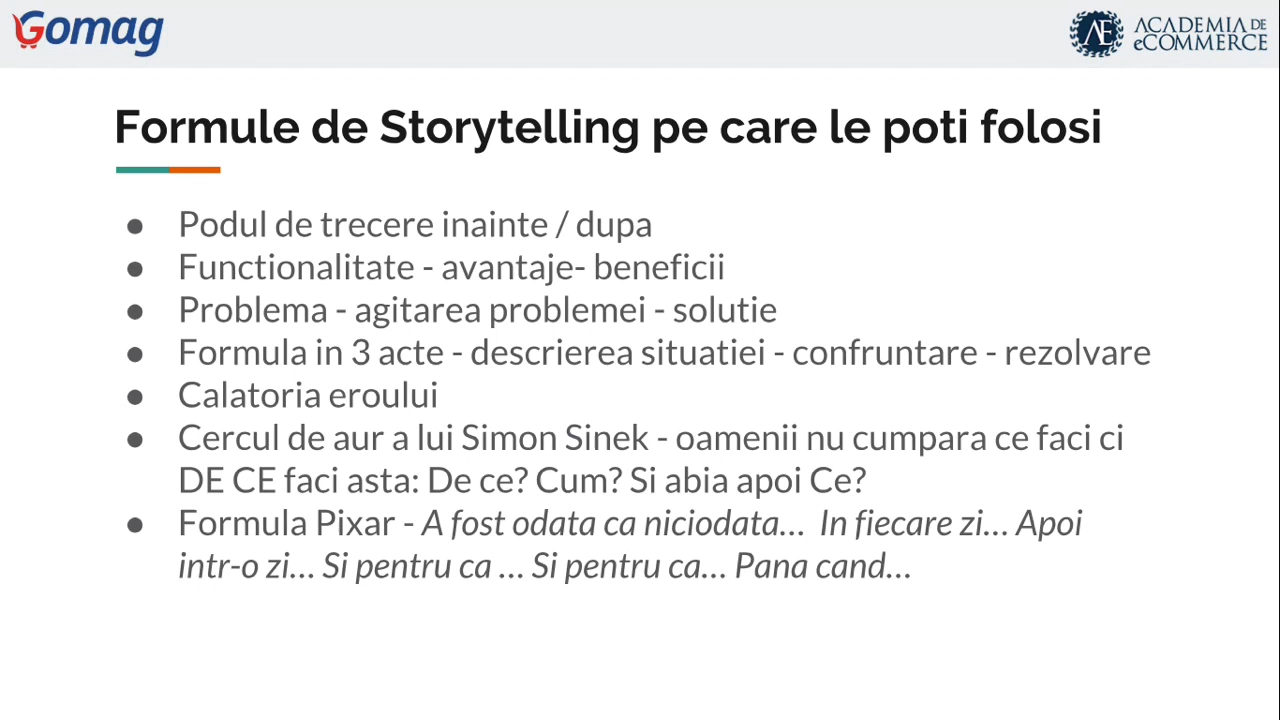 Gomag
ACADEMIA DE
eCOMMERCE
AE
Formule de Storytelling pe care le poti folosi
● Podul de trecere inainte / dupa
● Functionalitate - avantaje- beneficii
● Problema - agitarea problemei - solutie
● Formula in 3 acte - descrierea situatiei - confruntare - rezolvare
● Calatoria eroului
● Cercul de aur a lui Simon Sinek - oamenii nu cumpara ce faci ci
DE CE faci asta: De ce? Cum? Si abia apoi Ce?
● Formula Pixar - A fost odata ca niciodata… In fiecare zi… Apoi
intr-o zi… Si pentru ca … Si pentru ca… Pana cand…